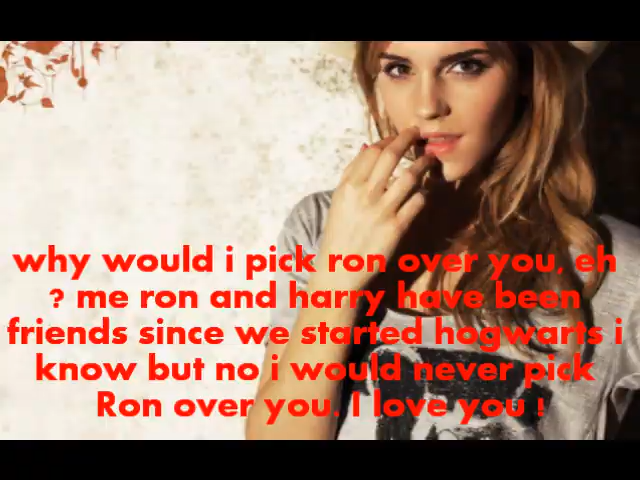 why would i pick ron over you, eh
? me ron and harry have been
friends since we started hogwarts i
know but no i would never pick
Ron over you. I love you !